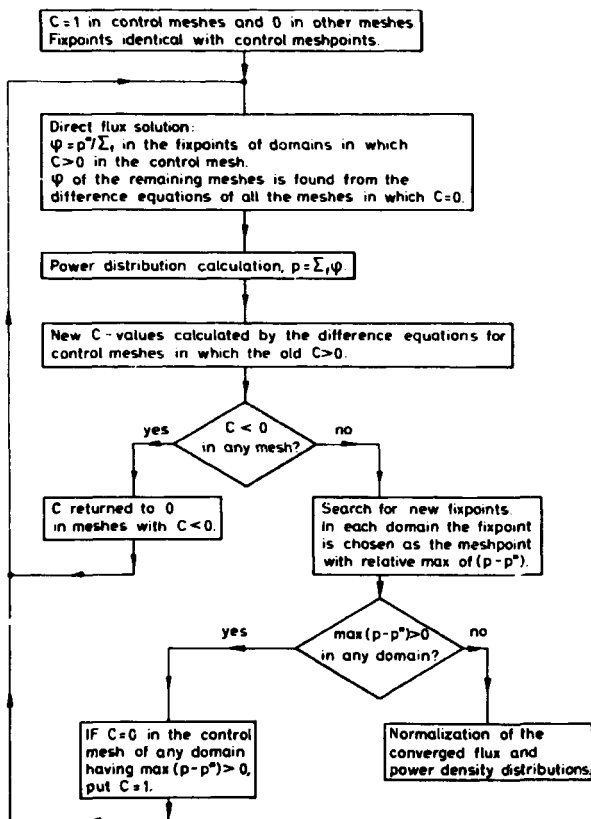 C=1 in control meshes and 0 in other meshes.
Fixpoints identical with control meshpoints.
Direct flux solution:
φ=p*/Σf in the fixpoints of domains in which
C>0 in the control mesh.
φ of the remaining meshes is found from the
difference equations of all the meshes in which C=0.
Power distribution calculation, p=Σfφ.
New C-values calculated by the difference equations for
control meshes in which the old C>0.
yes
C<0
in any mesh?
no
C returned to 0
in meshes with C<0.
Search for new fixpoints.
In each domain the fixpoint
is chosen as the meshpoint
with relative max of (p-p*).
yes
max(p-p*)>0
in any domain?
no
IF C=0 in the control
mesh of any domain
having max(p-p*)>0,
put C=1.
Normalization of the
converged flux and
power density distributions.